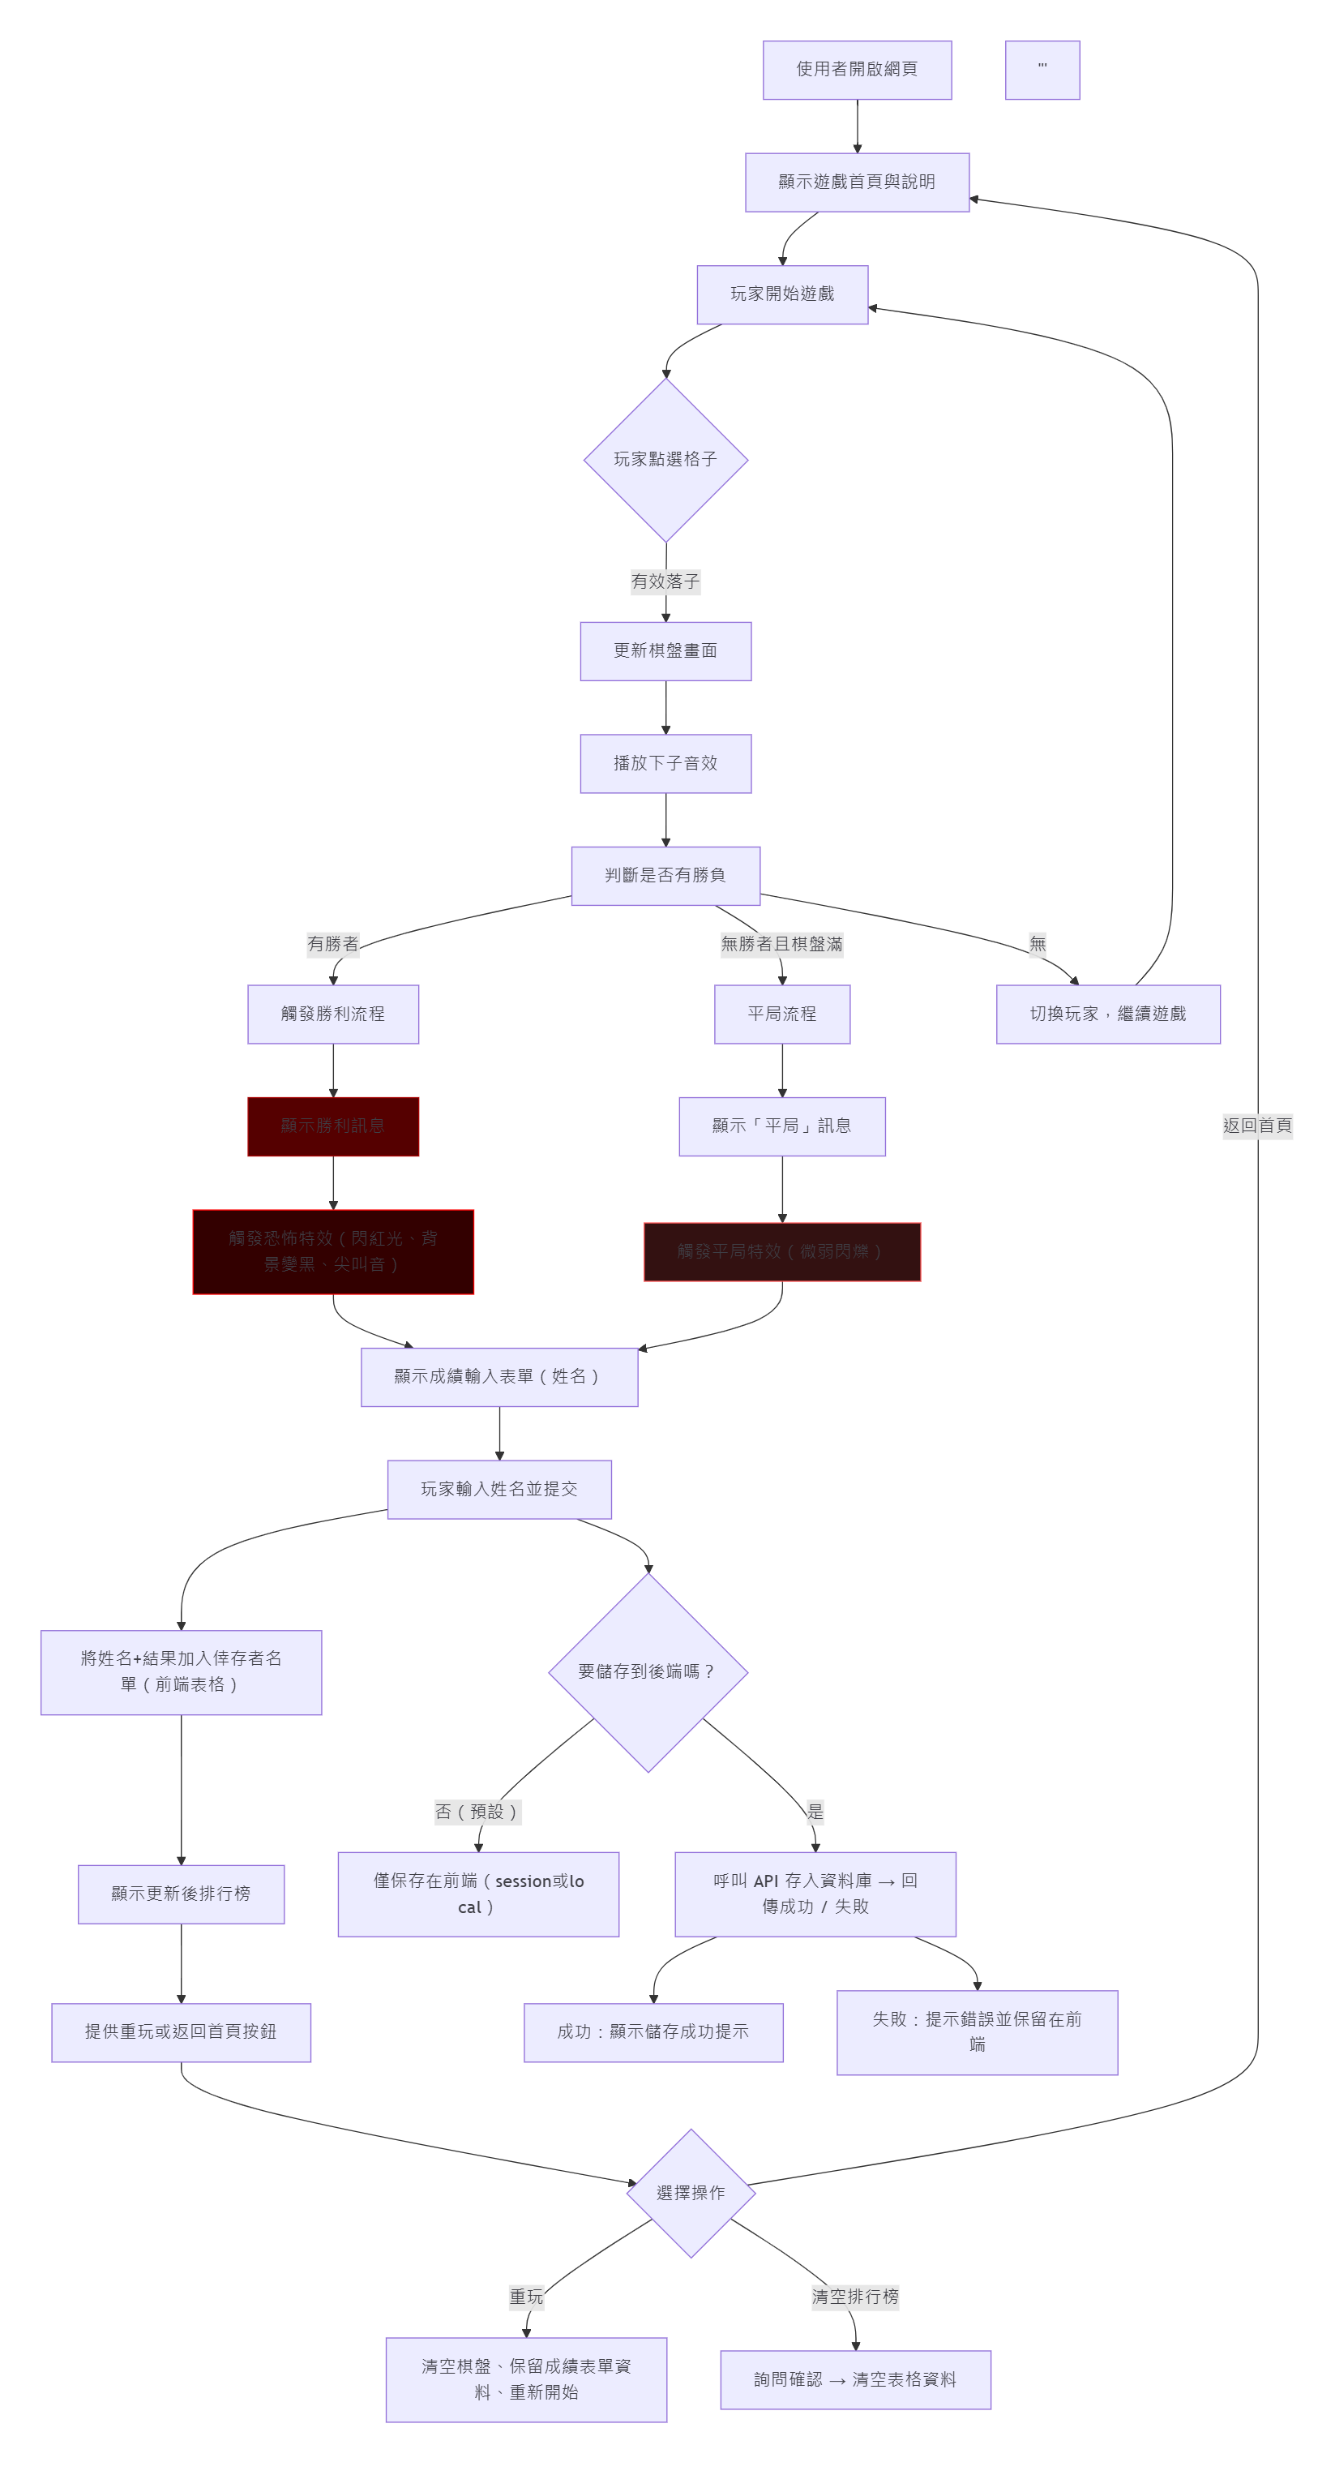 使用者開啟網頁
'''
顯示遊戲首頁與說明
玩家開始遊戲
玩家點選格子
有效落子
更新棋盤畫面
播放下子音效
判斷是否有勝負
有勝者
無勝者且棋盤滿
無
觸發勝利流程
平局流程
切換玩家，繼續遊戲
顯示勝利訊息
顯示「平局」訊息
返回首頁
觸發恐怖特效（閃紅光、背
景變黑、尖叫音）
觸發平局特效（微弱閃爍）
顯示成績輸入表單（姓名）
玩家輸入姓名並提交
將姓名+結果加入倖存者名
單（前端表格）
要儲存到後端嗎？
否（預設）
是
顯示更新後排行榜
僅保存在前端（session或lo
cal）
呼叫 API 存入資料庫 → 回
傳成功 / 失敗
提供重玩或返回首頁按鈕
成功：顯示儲存成功提示
失敗：提示錯誤並保留在前
端
選擇操作
重玩
清空排行榜
清空棋盤、保留成績表單資
料、重新開始
詢問確認 → 清空表格資料